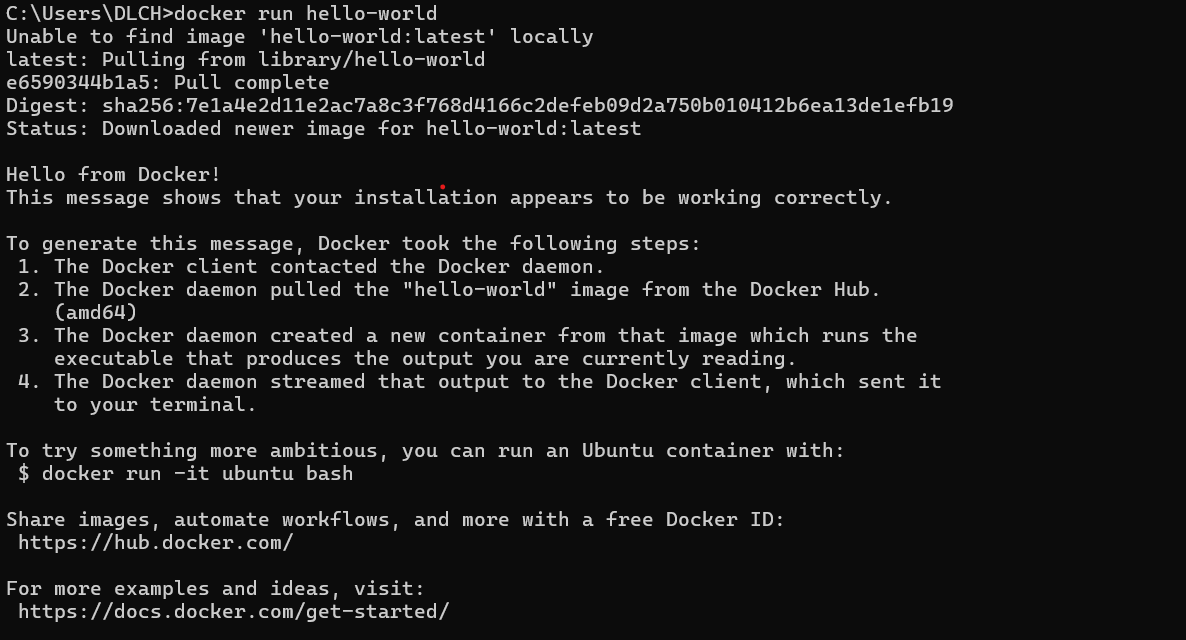 C:\Users\DLCH>docker run hello-world
Unable to find image 'hello-world:latest' locally
latest: Pulling from library/hello-world
e6590344b1a5: Pull complete
Digest: sha256:7e1a4e2d11e2ac7a8c3f768d4166c2defeb09d2a750b010412b6ea13de1efb19
Status: Downloaded newer image for hello-world:latest

Hello from Docker!
This message shows that your installation appears to be working correctly.

To generate this message, Docker took the following steps:
 1. The Docker client contacted the Docker daemon.
 2. The Docker daemon pulled the "hello-world" image from the Docker Hub.
    (amd64)
 3. The Docker daemon created a new container from that image which runs the
    executable that produces the output you are currently reading.
 4. The Docker daemon streamed that output to the Docker client, which sent it
    to your terminal.

To try something more ambitious, you can run an Ubuntu container with:
 $ docker run -it ubuntu bash

Share images, automate workflows, and more with a free Docker ID:
 https://hub.docker.com/

For more examples and ideas, visit:
 https://docs.docker.com/get-started/